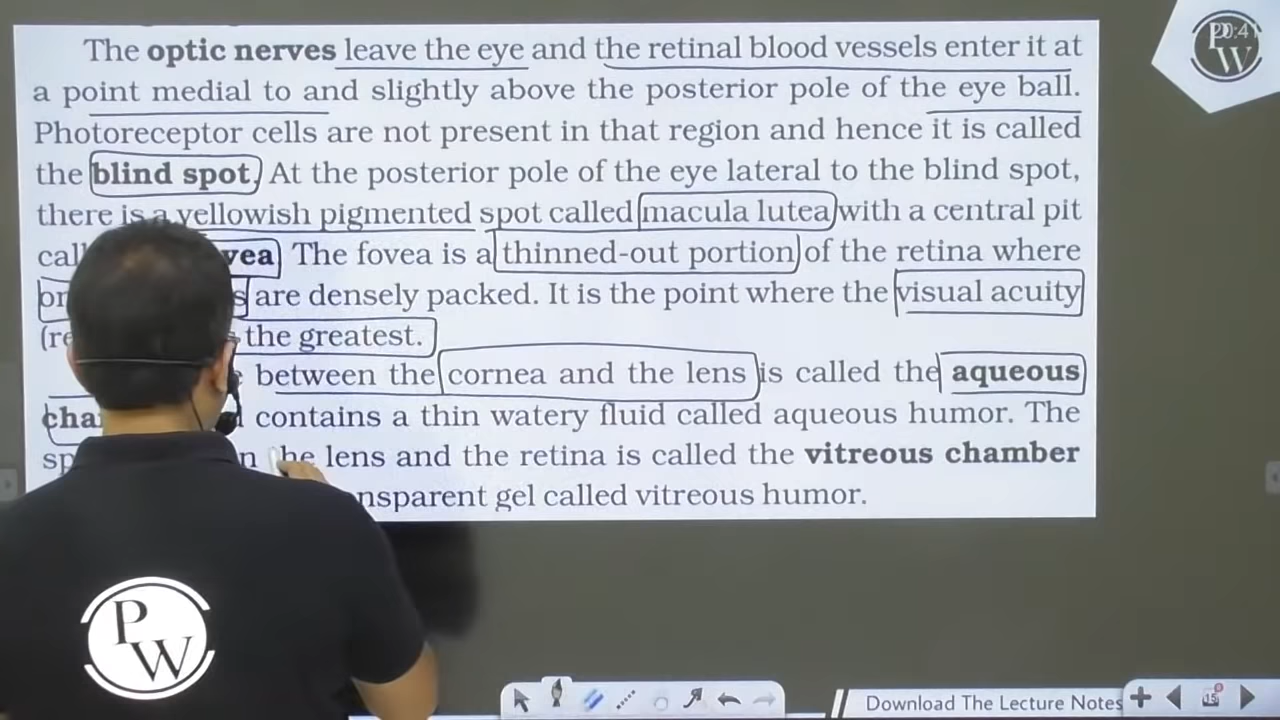 The optic nerves leave the eye and the retinal blood vessels enter it at
a point medial to and slightly above the posterior pole of the eye ball.
Photoreceptor cells are not present in that region and hence it is called
the blind spot. At the posterior pole of the eye lateral to the blind spot,
there is a yellowish pigmented spot called macula lutea with a central pit
The fovea is a thinned-out portion of the retina where
are densely packed. It is the point where the visual acuity
the greatest.
between the cornea and the lens is called the aqueous
contains a thin watery fluid called aqueous humor. The
the lens and the retina is called the vitreous chamber
gel called vitreous humor.
PW
20:41
PW
Download The Lecture Notes
15